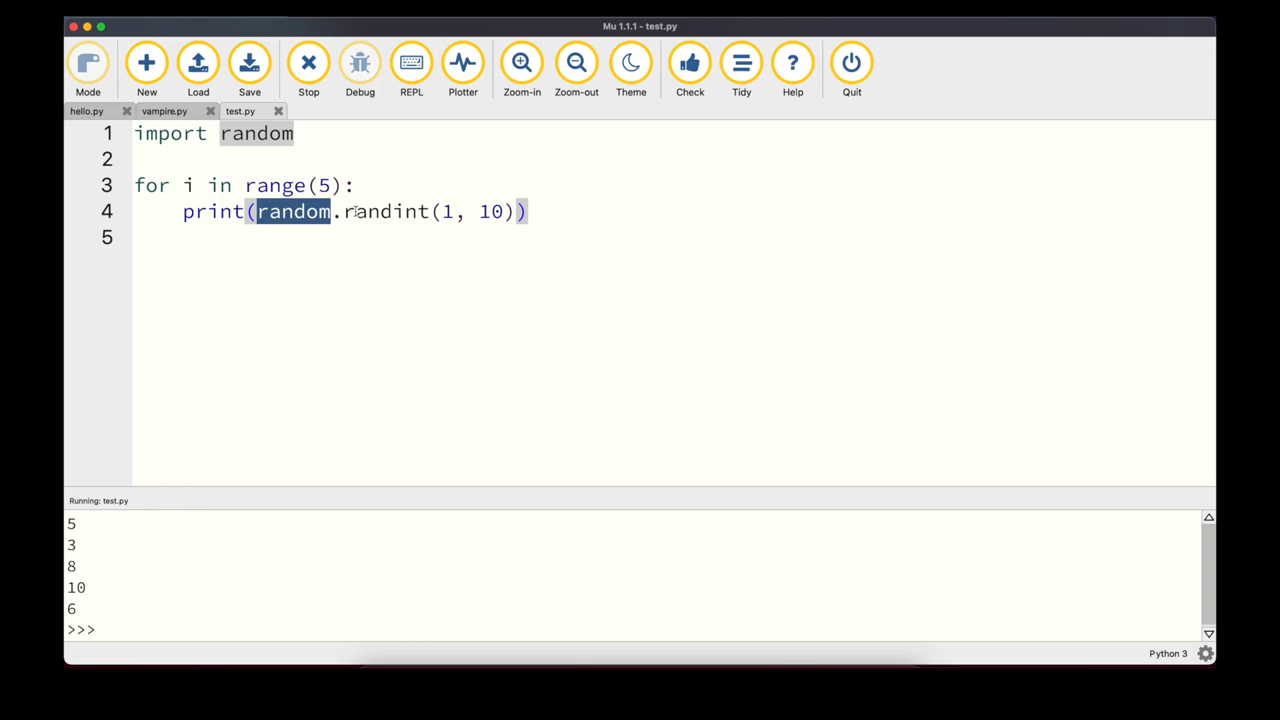 Mu 1.1.1 - test.py
Mode New Load Save Stop Debug REPL Plotter Zoom-in Zoom-out Theme Check Tidy Help Quit
hello.py vampire.py test.py
1 import random
2
3 for i in range(5):
4     print(random.randint(1, 10))
5
Running: test.py
5
3
8
10
6
>>>
Python 3